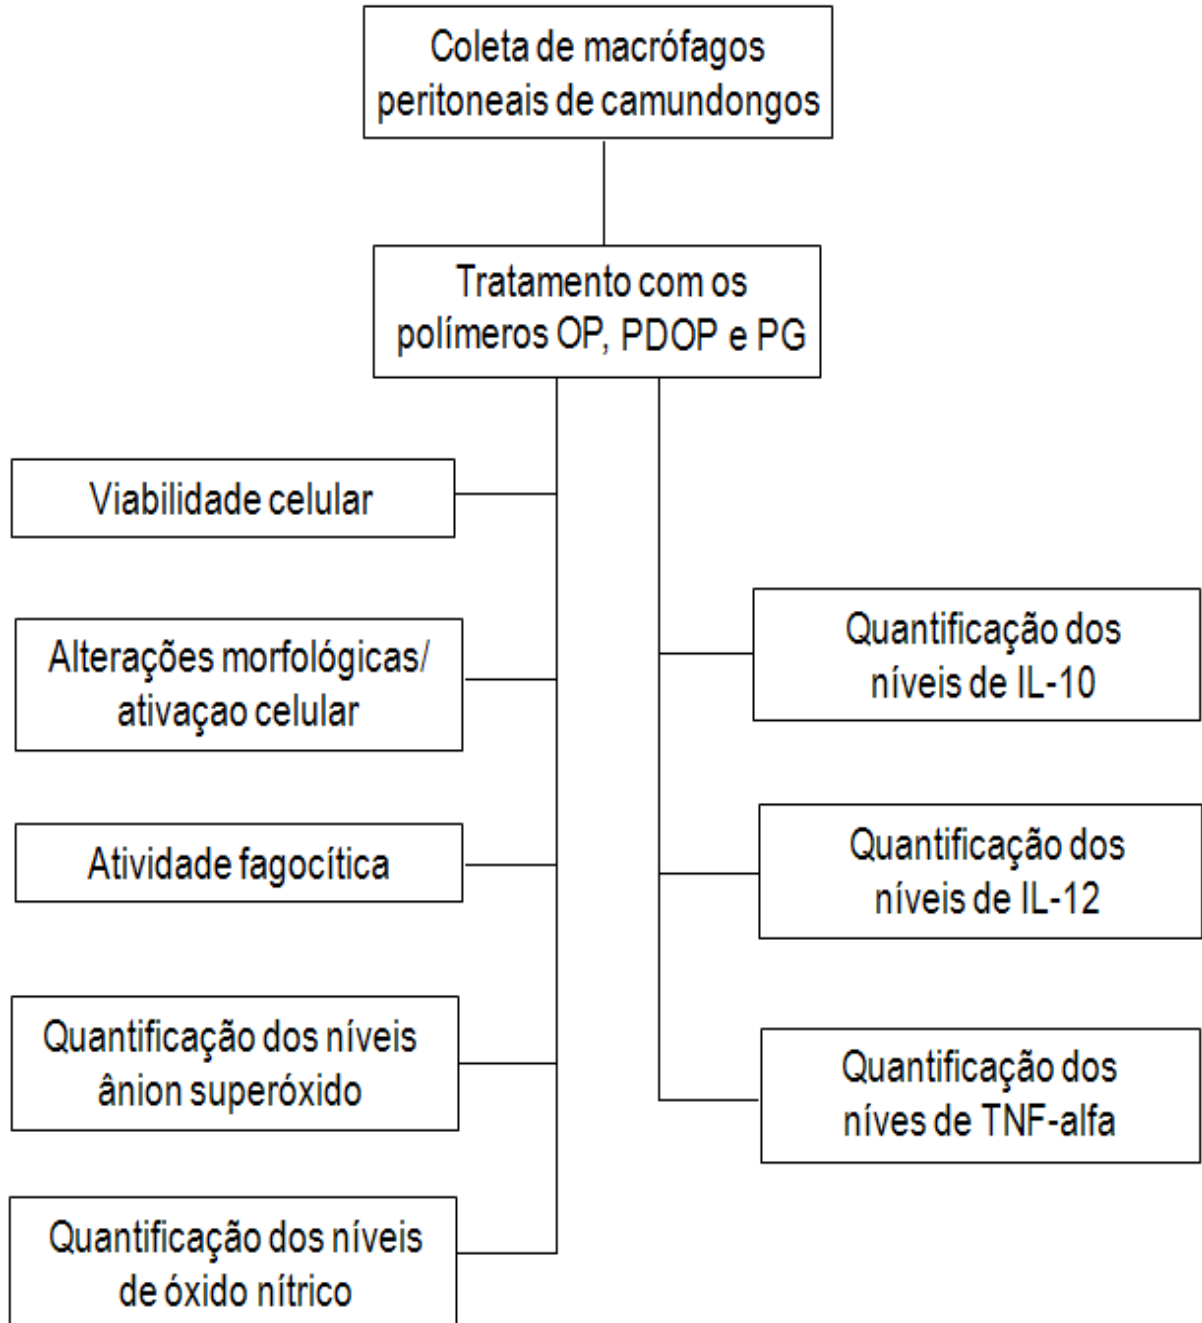 Coleta de macrófagos
peritoneais de camundongos
Tratamento com os
polímeros OP, PDOP e PG
Viabilidade celular
Alterações morfológicas/
ativaçao celular
Atividade fagocítica
Quantificação dos níveis
ânion superóxido
Quantificação dos níveis
de óxido nítrico
Quantificação dos
níveis de IL-10
Quantificação dos
níveis de IL-12
Quantificação dos
níves de TNF-alfa